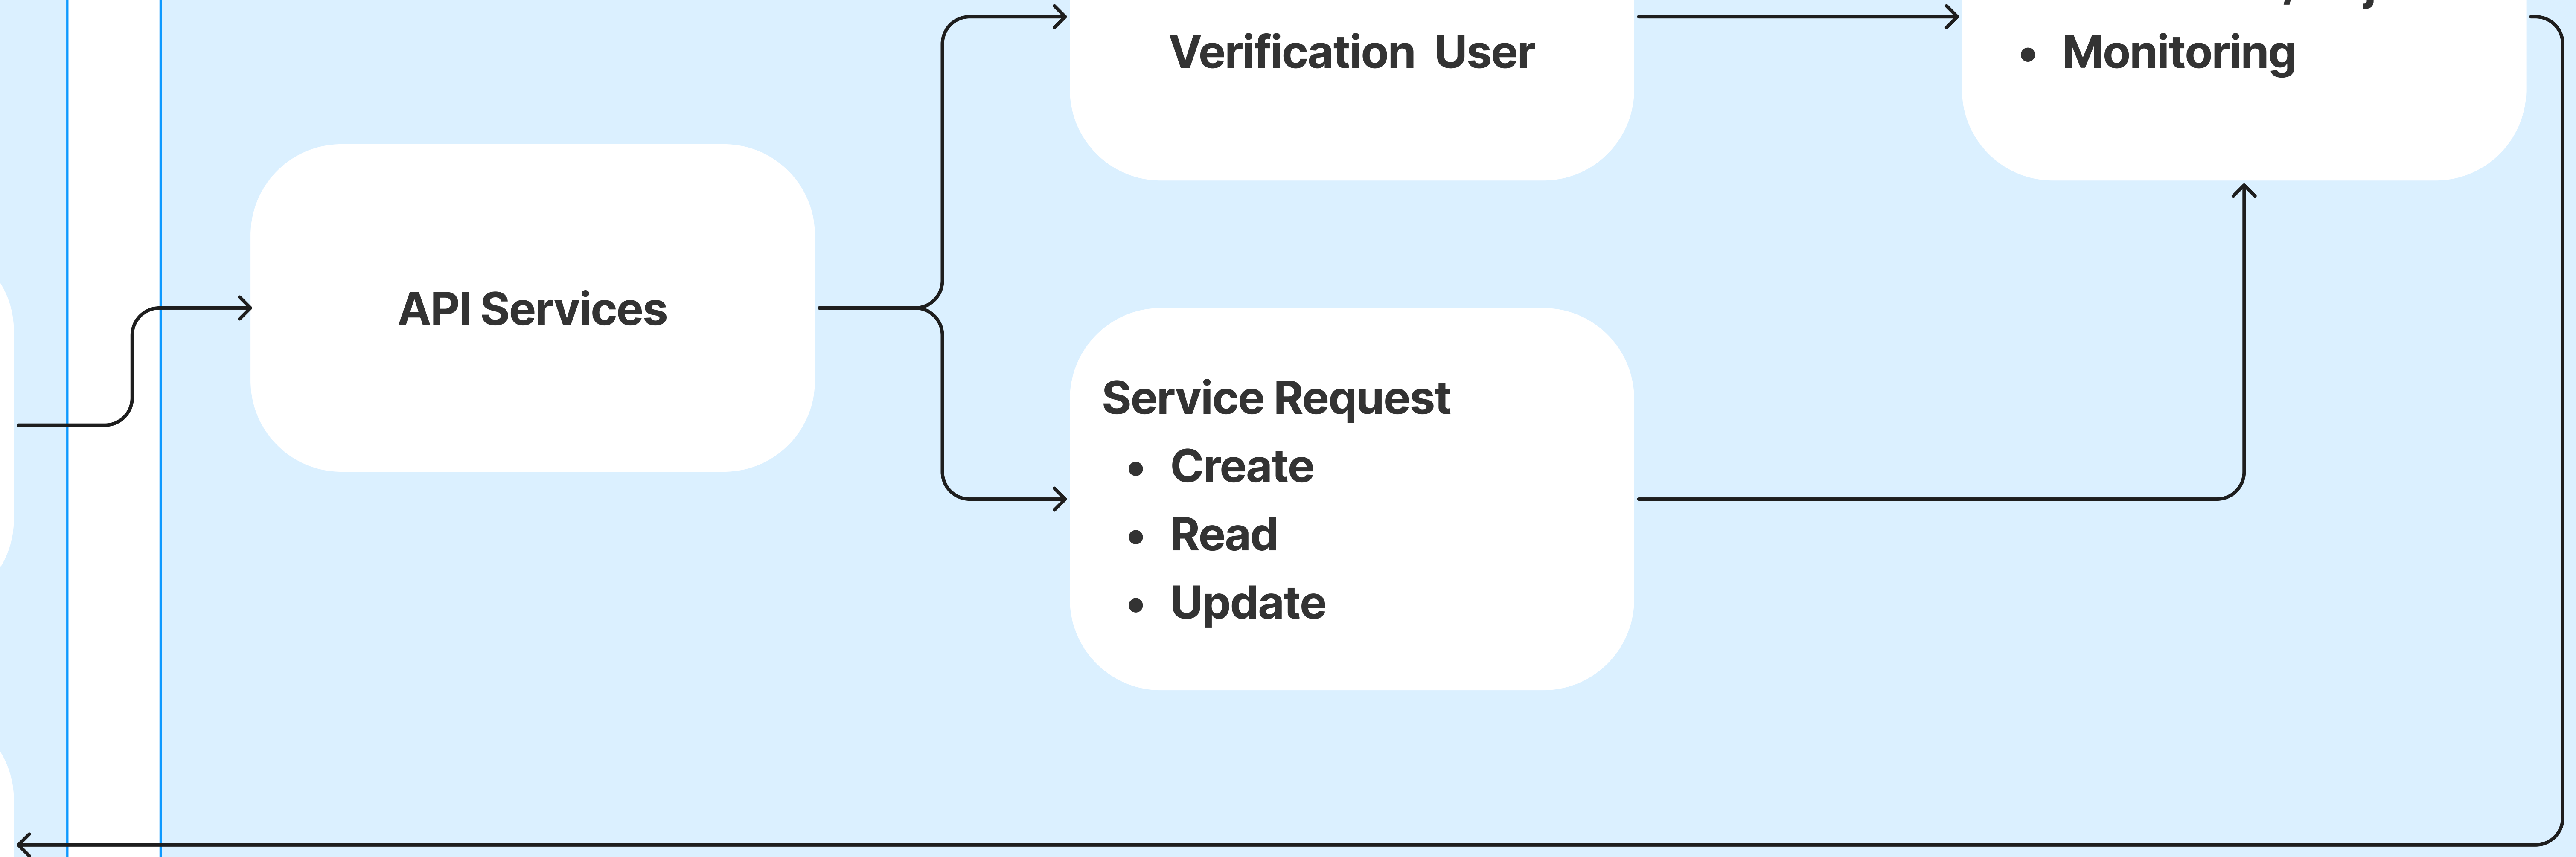 Verification User
• Monitoring
API Services
Service Request
• Create
• Read
• Update